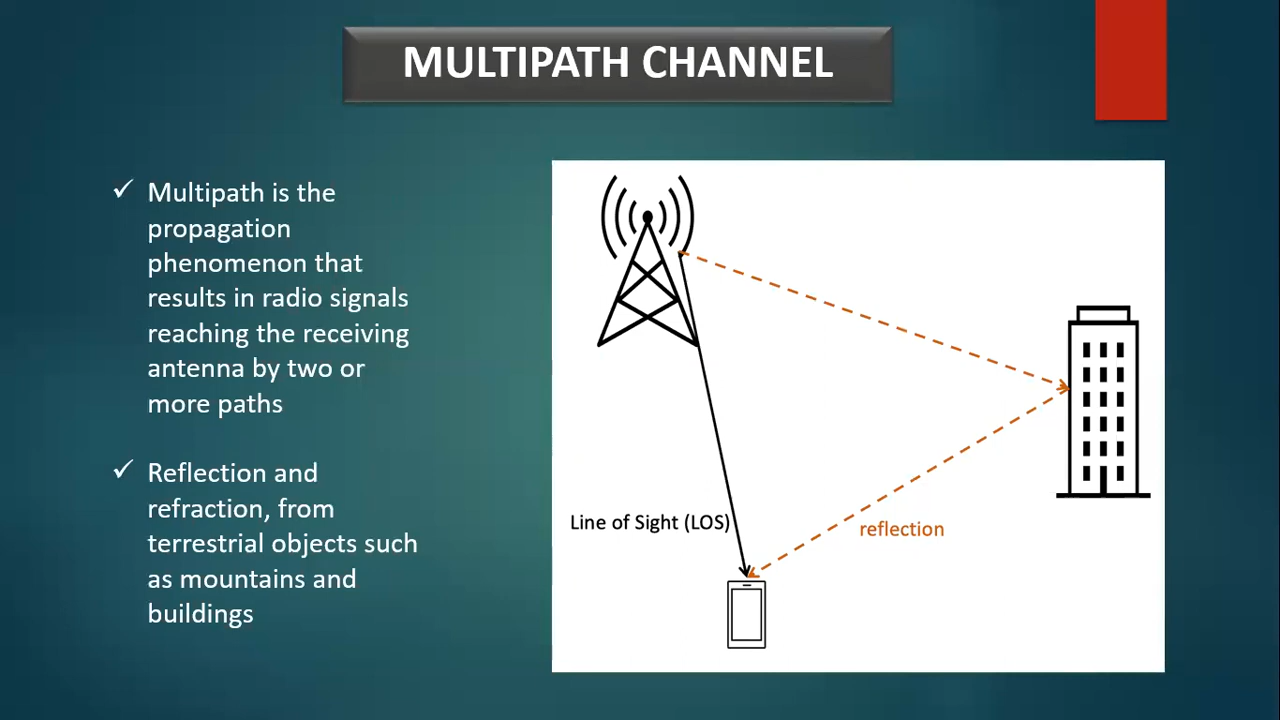 MULTIPATH CHANNEL
Multipath is the
propagation
phenomenon that
results in radio signals
reaching the receiving
antenna by two or
more paths
Reflection and
refraction, from
terrestrial objects such
as mountains and
buildings
Line of Sight (LOS)
reflection